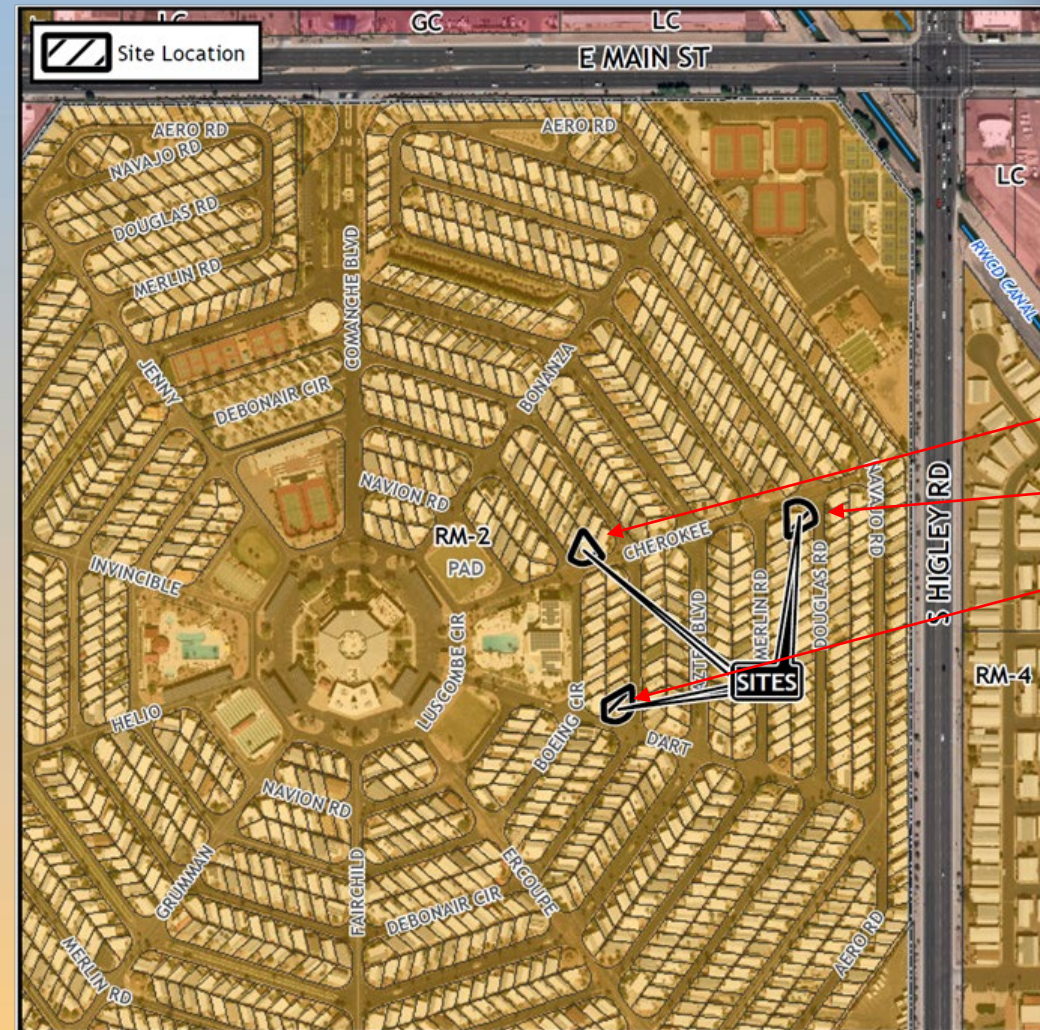 LC
GC
LC
Site Location
E MAIN ST
AERO RD
AERO RD
NAVAJO RD
DOUGLAS RD
MERLIN RD
COMANCHE BLVD
LC
RWCD CANAL
JENNY
DEBONAIR CIR
BONANZA
NAVION RD
NAVAJO RD
RM-2
PAD
CHEROKEE
INVINCIBLE
MERLIN RD
DOUGLAS RD
S HIGLEY RD
AZTEC BLVD
LUSCOMBE CIR
SITES
RM-4
HELIO
BOEING CIR
DART
NAVION RD
GRUMMAN
FAIRCHILD
DEBONAIR CIR
ERCOUPE
AERO RD
MERLIN RD